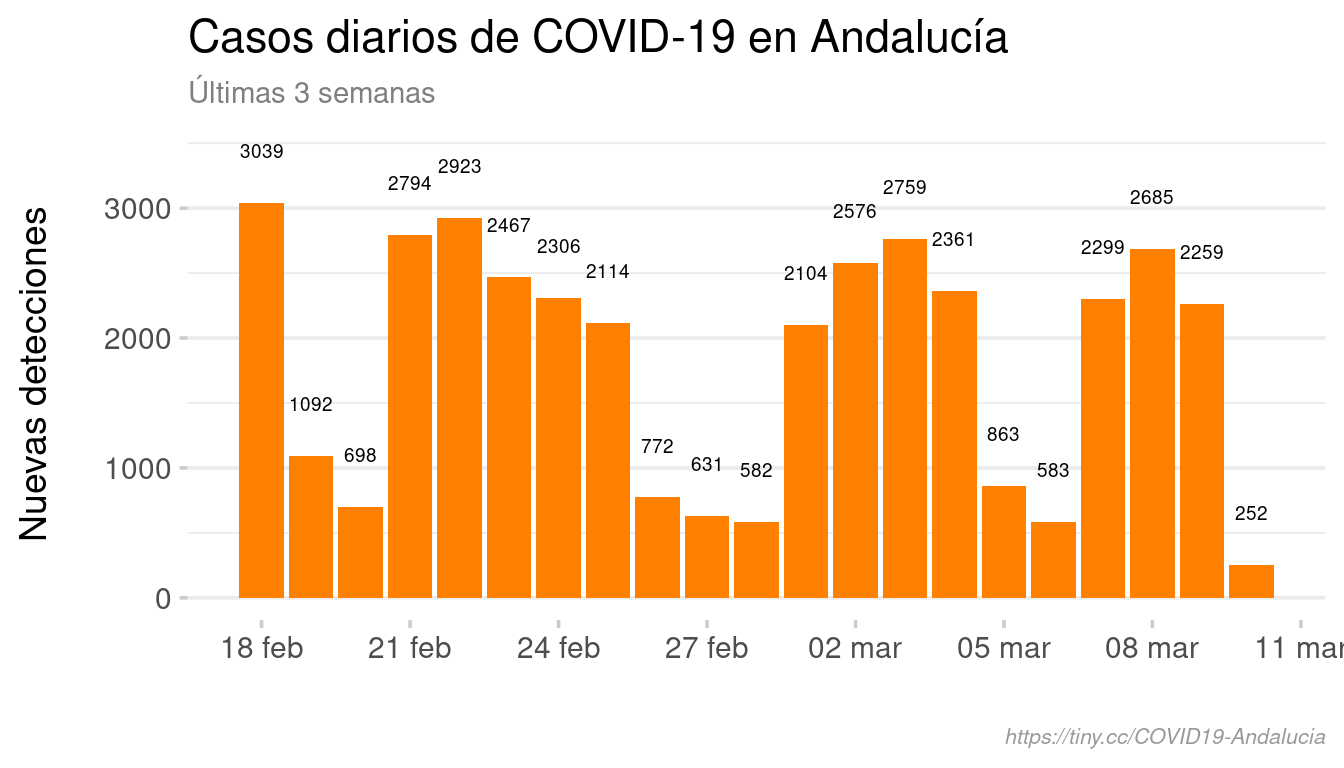 Casos diarios de COVID-19 en Andalucía
Últimas 3 semanas
Nuevas detecciones
3000
2000
1000
0
3039
1092
698
2794
2923
2467
2306
2114
772
631
582
2104
2576
2759
2361
863
583
2299
2685
2259
252
18 feb
21 feb
24 feb
27 feb
02 mar
05 mar
08 mar
11 mar
https://tiny.cc/COVID19-Andalucia